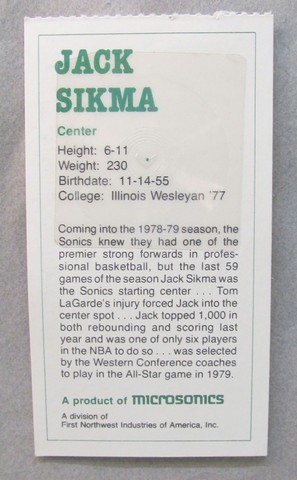 JACK
SIKMA
Center
Height: 6-11
Weight: 230
Birthdate: 11-14-55
College: Illinois Wesleyan '77
Coming into the 1978-79 season, the
Sonics knew they had one of the
premier strong forwards in profes-
sional basketball, but the last 59
games of the season Jack Sikma was
the Sonics starting center . . . Tom
LaGarde's injury forced Jack into the
center spot . . . Jack topped 1,000 in
both rebounding and scoring last
year and was one of only six players
in the NBA to do so . . . was selected
by the Western Conference coaches
to play in the All-Star game in 1979.
A product of MICROSONICS
A division of
First Northwest Industries of America, Inc.